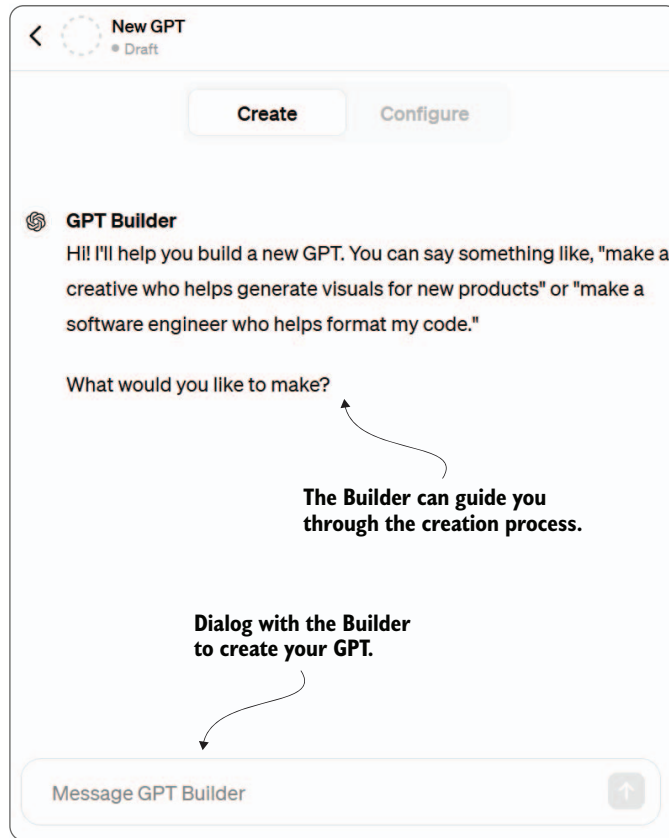 New GPT
Draft
Create Configure
GPT Builder
Hi! I'll help you build a new GPT. You can say something like, "make a
creative who helps generate visuals for new products" or "make a
software engineer who helps format my code."
What would you like to make?
The Builder can guide you
through the creation process.
Dialog with the Builder
to create your GPT.
Message GPT Builder